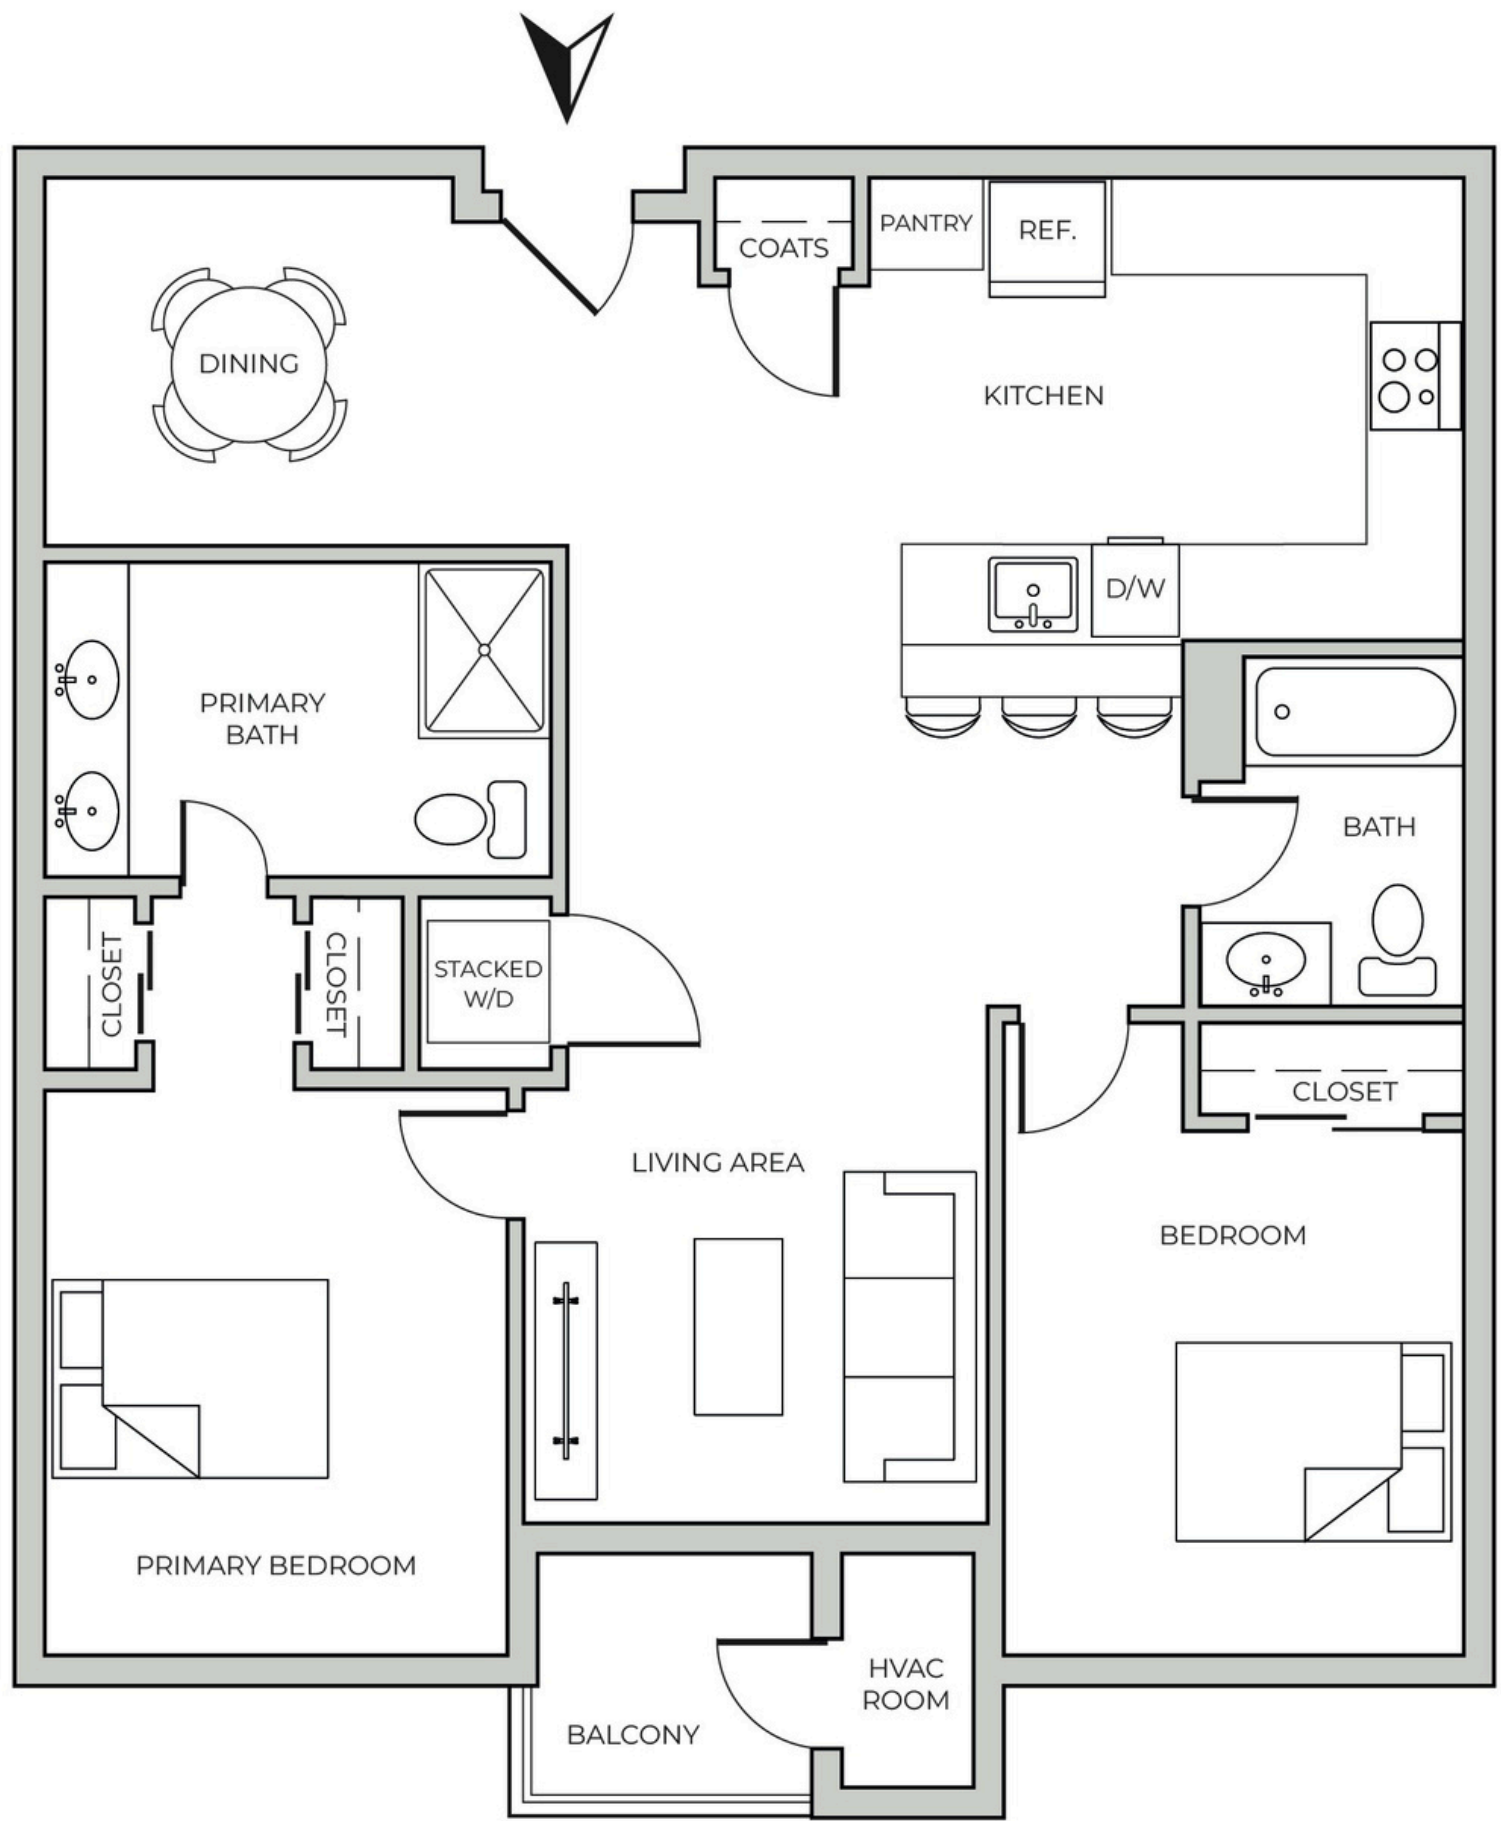 COATS
PANTRY
REF.
DINING
KITCHEN
D/W
PRIMARY
BATH
BATH
CLOSET
CLOSET
STACKED
W/D
CLOSET
LIVING AREA
BEDROOM
PRIMARY BEDROOM
HVAC
ROOM
BALCONY